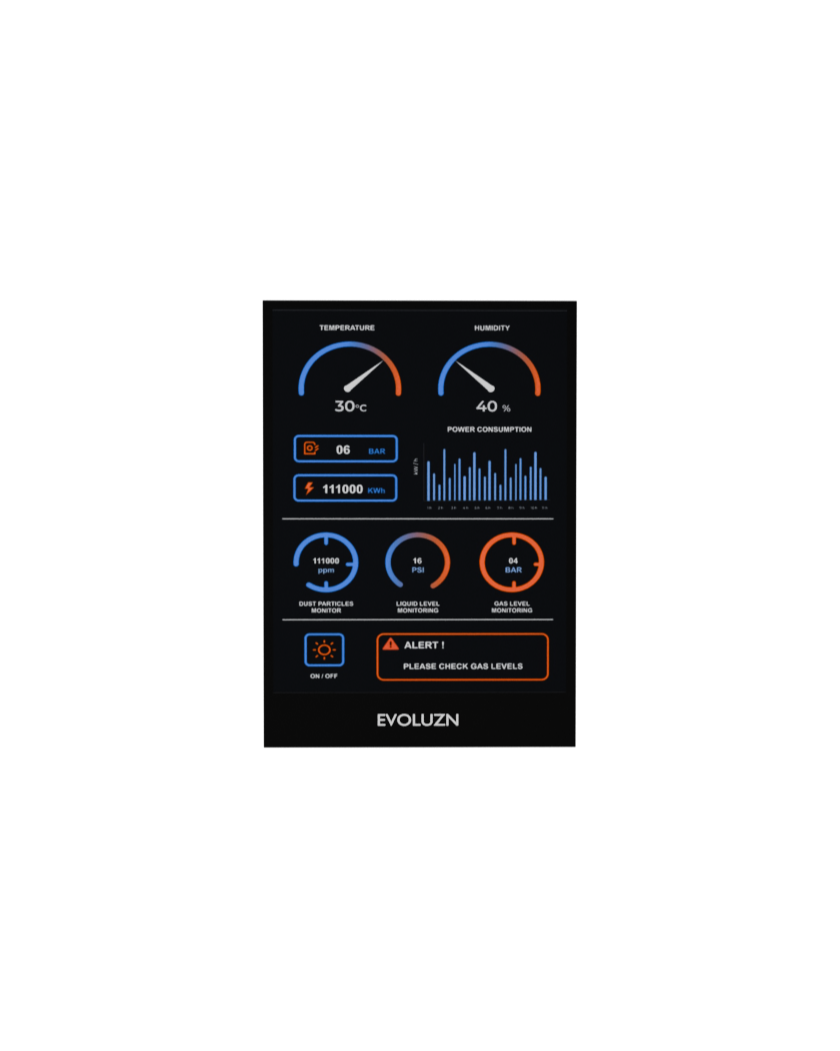 TEMPERATURE
HUMIDITY
30°C
40 %
POWER CONSUMPTION
06 BAR
111000 KWh
111000
ppm
16
PSI
04
BAR
DUST PARTICLES
MONITOR
LIQUID LEVEL
MONITORING
GAS LEVEL
MONITORING
ALERT !
PLEASE CHECK GAS LEVELS
ON / OFF
EVOLUZN